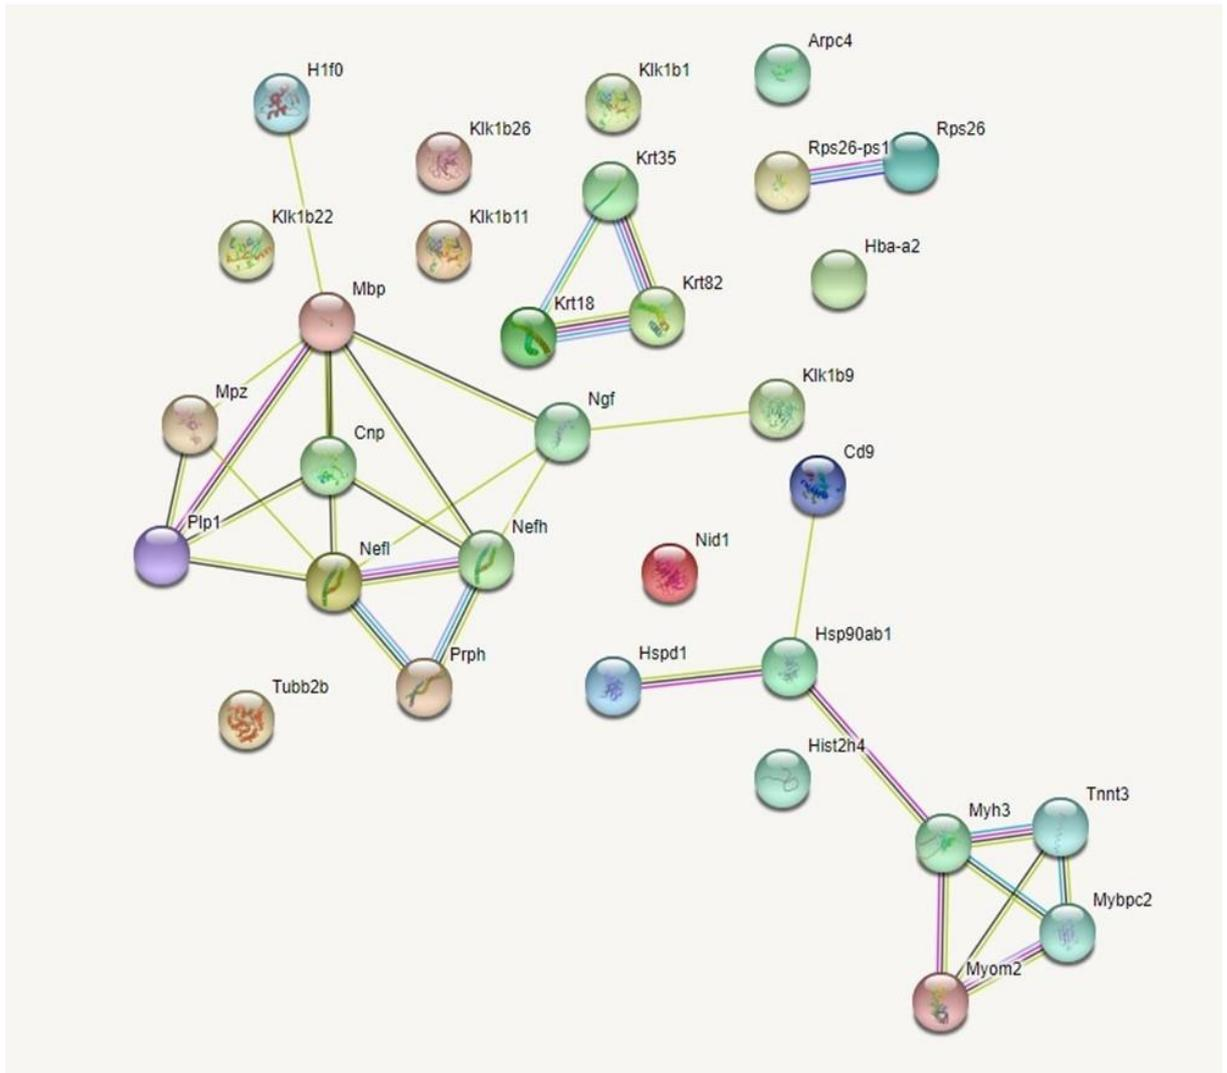 Arpc4
H1f0
Klk1b1
Klk1b26
Rps26
Rps26-ps1
Krt35
Klk1b22
Klk1b11
Hba-a2
Mbp
Krt82
Krt18
Klk1b9
Mpz
Ngf
Cnp
Cd9
Plp1
Nefh
Nefl
Nid1
Hsp90ab1
Hspd1
Prph
Tubb2b
Hist2h4
Tnnt3
Myh3
Mybpc2
Myom2